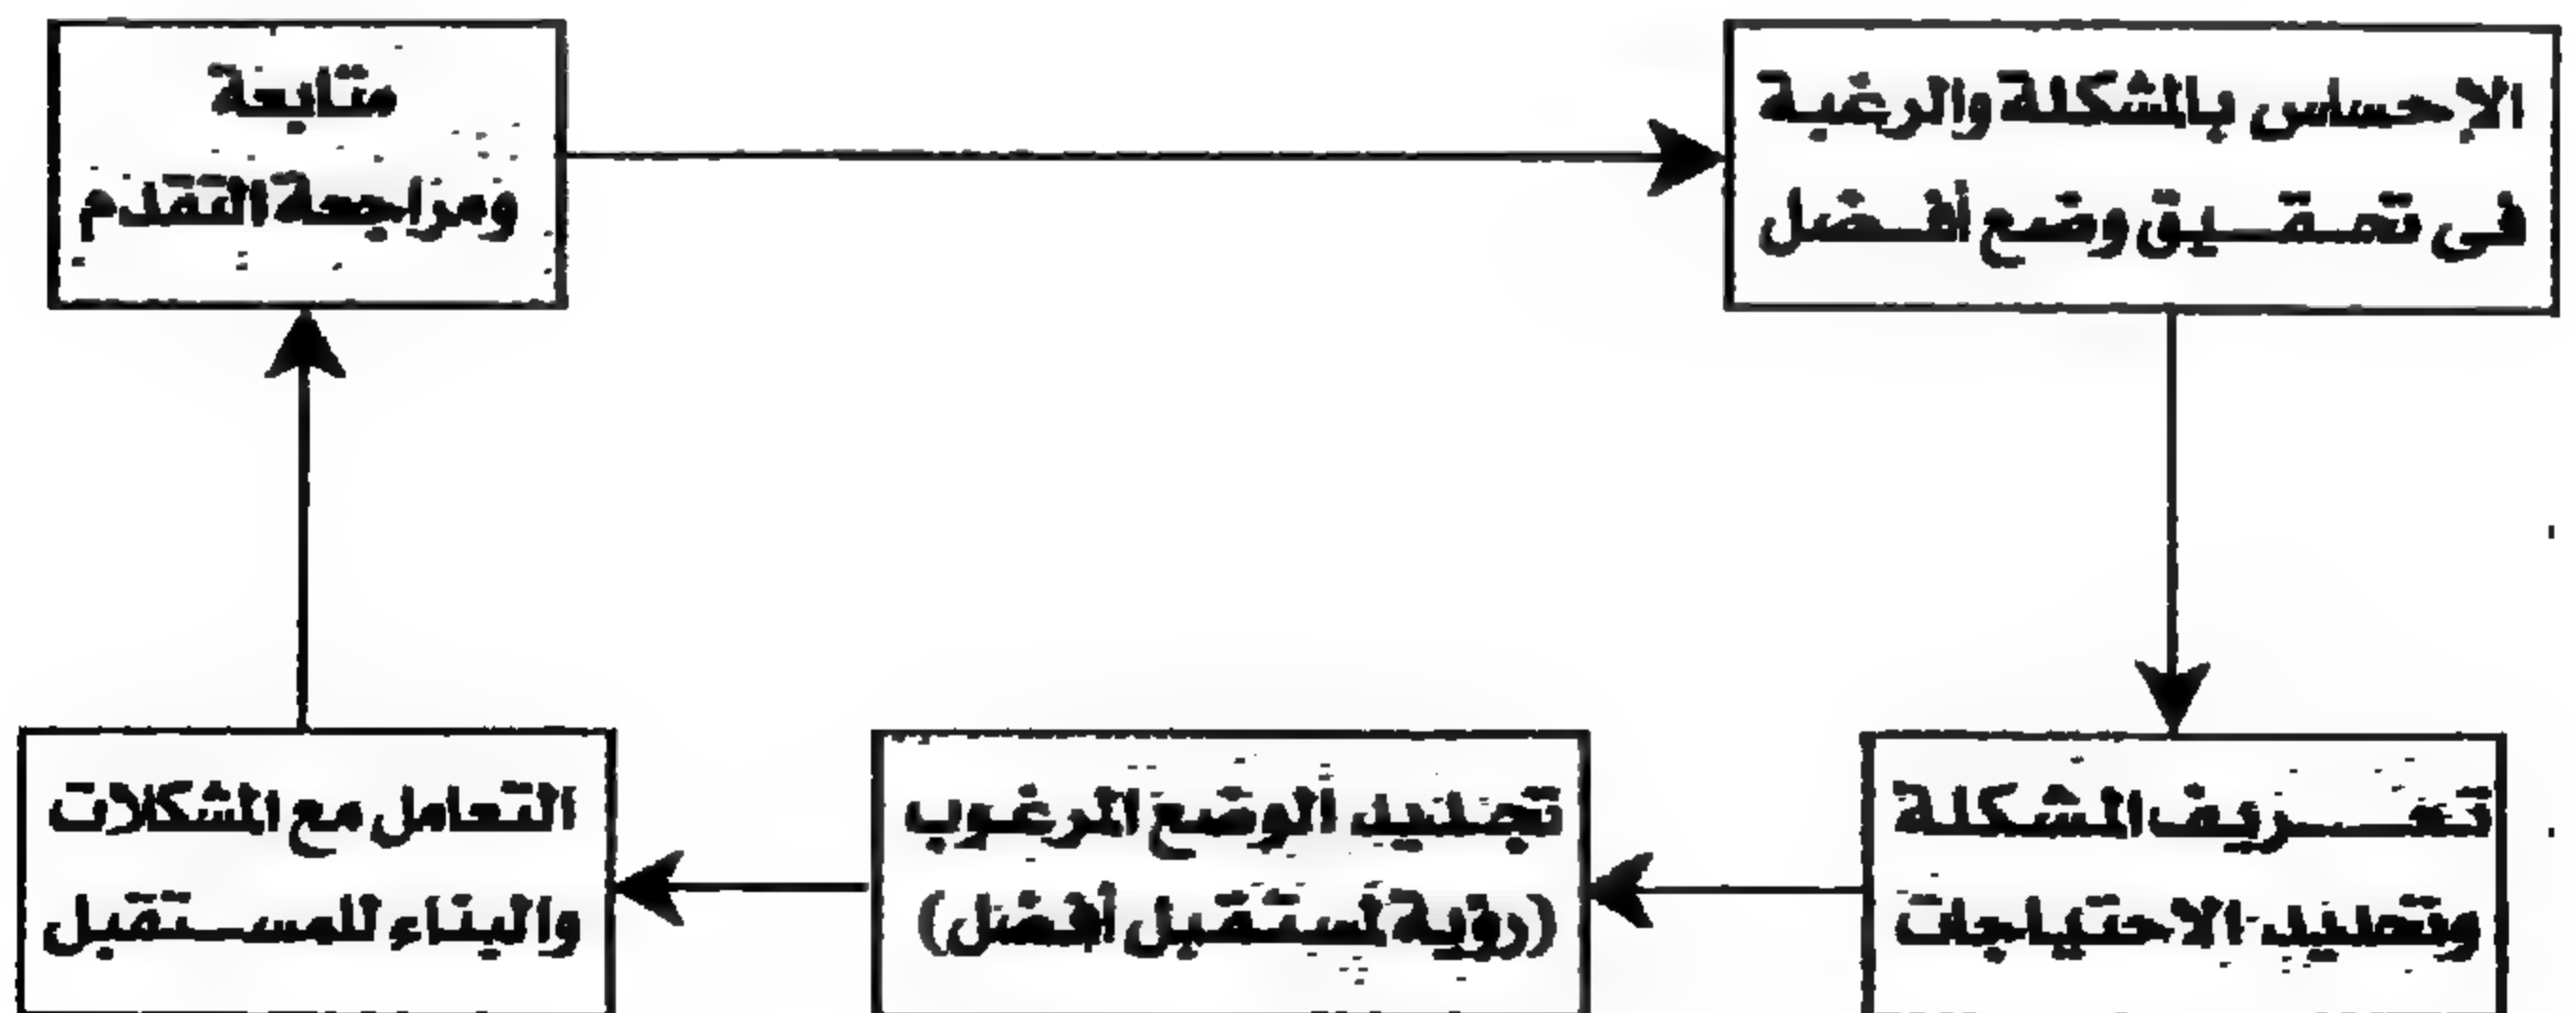 الإحساس بالمشكلة والرغبة
فى تحقيق وضع أفضل
متابعة
ومراجعة التقدم
تعريف المشكلة
وتحديد الاحتياجات
تحديد الوضع المرغوب
(رؤية لمستقبل أفضل)
التعامل مع المشكلات
والبناء للمستقبل